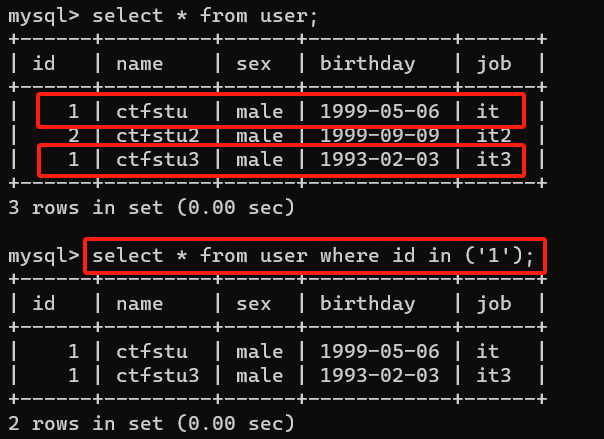 mysql> select * from user;
+------+---------+------+------------+------+
| id   | name    | sex  | birthday   | job  |
+------+---------+------+------------+------+
|    1 | ctfstu  | male | 1999-05-06 | it   |
|    2 | ctfstu2 | male | 1999-09-09 | it2  |
|    1 | ctfstu3 | male | 1993-02-03 | it3  |
+------+---------+------+------------+------+
3 rows in set (0.00 sec)
mysql> select * from user where id in ('1');
+------+---------+------+------------+------+
| id   | name    | sex  | birthday   | job  |
+------+---------+------+------------+------+
|    1 | ctfstu  | male | 1999-05-06 | it   |
|    1 | ctfstu3 | male | 1993-02-03 | it3  |
+------+---------+------+------------+------+
2 rows in set (0.00 sec)